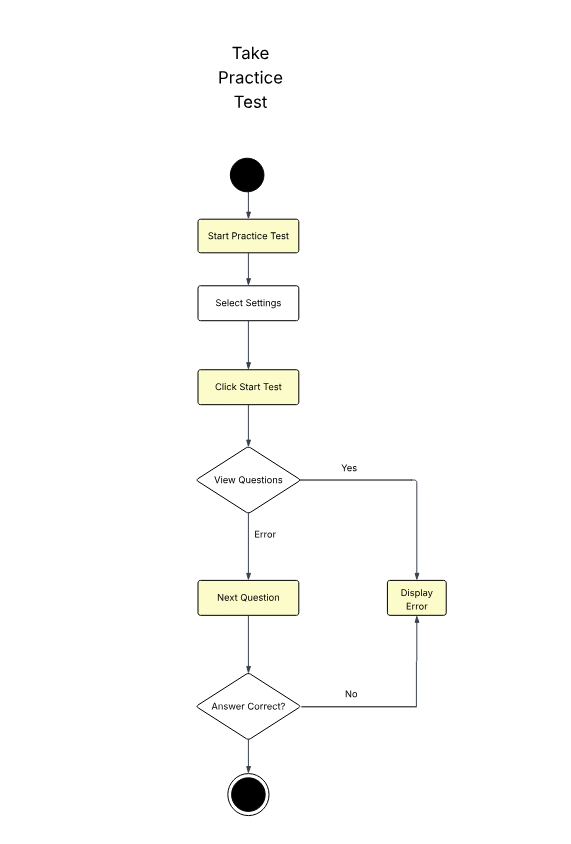 Take
Practice
Test
Start Practice Test
Select Settings
Click Start Test
View Questions
Yes
Error
Next Question
Display
Error
Answer Correct?
No